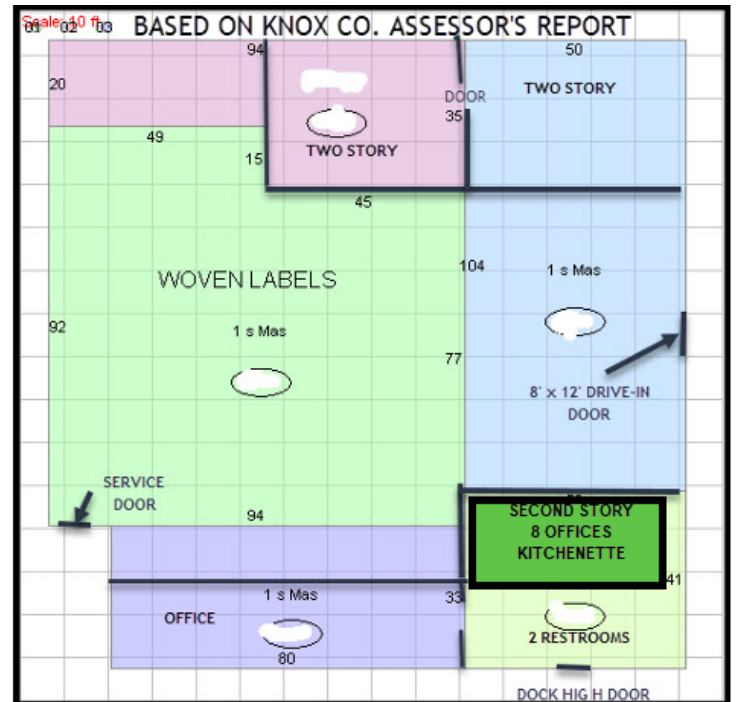 Scale: 10 ft.
01 02 03
BASED ON KNOX CO. ASSESSOR'S REPORT
94
50
20
TWO STORY
DOOR
35
49
15
TWO STORY
45
104
1 s Mas
WOVEN LABELS
92
1 s Mas
77
8' x 12' DRIVE-IN
DOOR
SERVICE
DOOR
94
SECOND STORY
8 OFFICES
KITCHENETTE
41
1 s Mas
33
OFFICE
2 RESTROOMS
80
DOCK HIG H DOOR